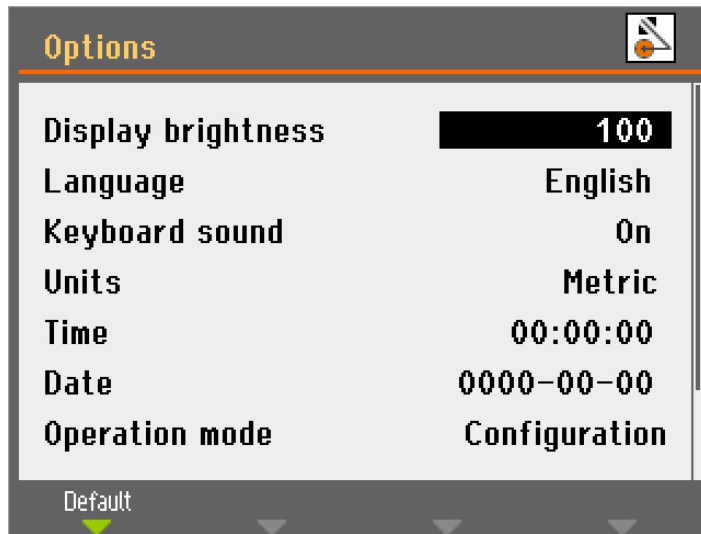 Options
Display brightness 100
Language English
Keyboard sound On
Units Metric
Time 00:00:00
Date 0000-00-00
Operation mode Configuration
Default